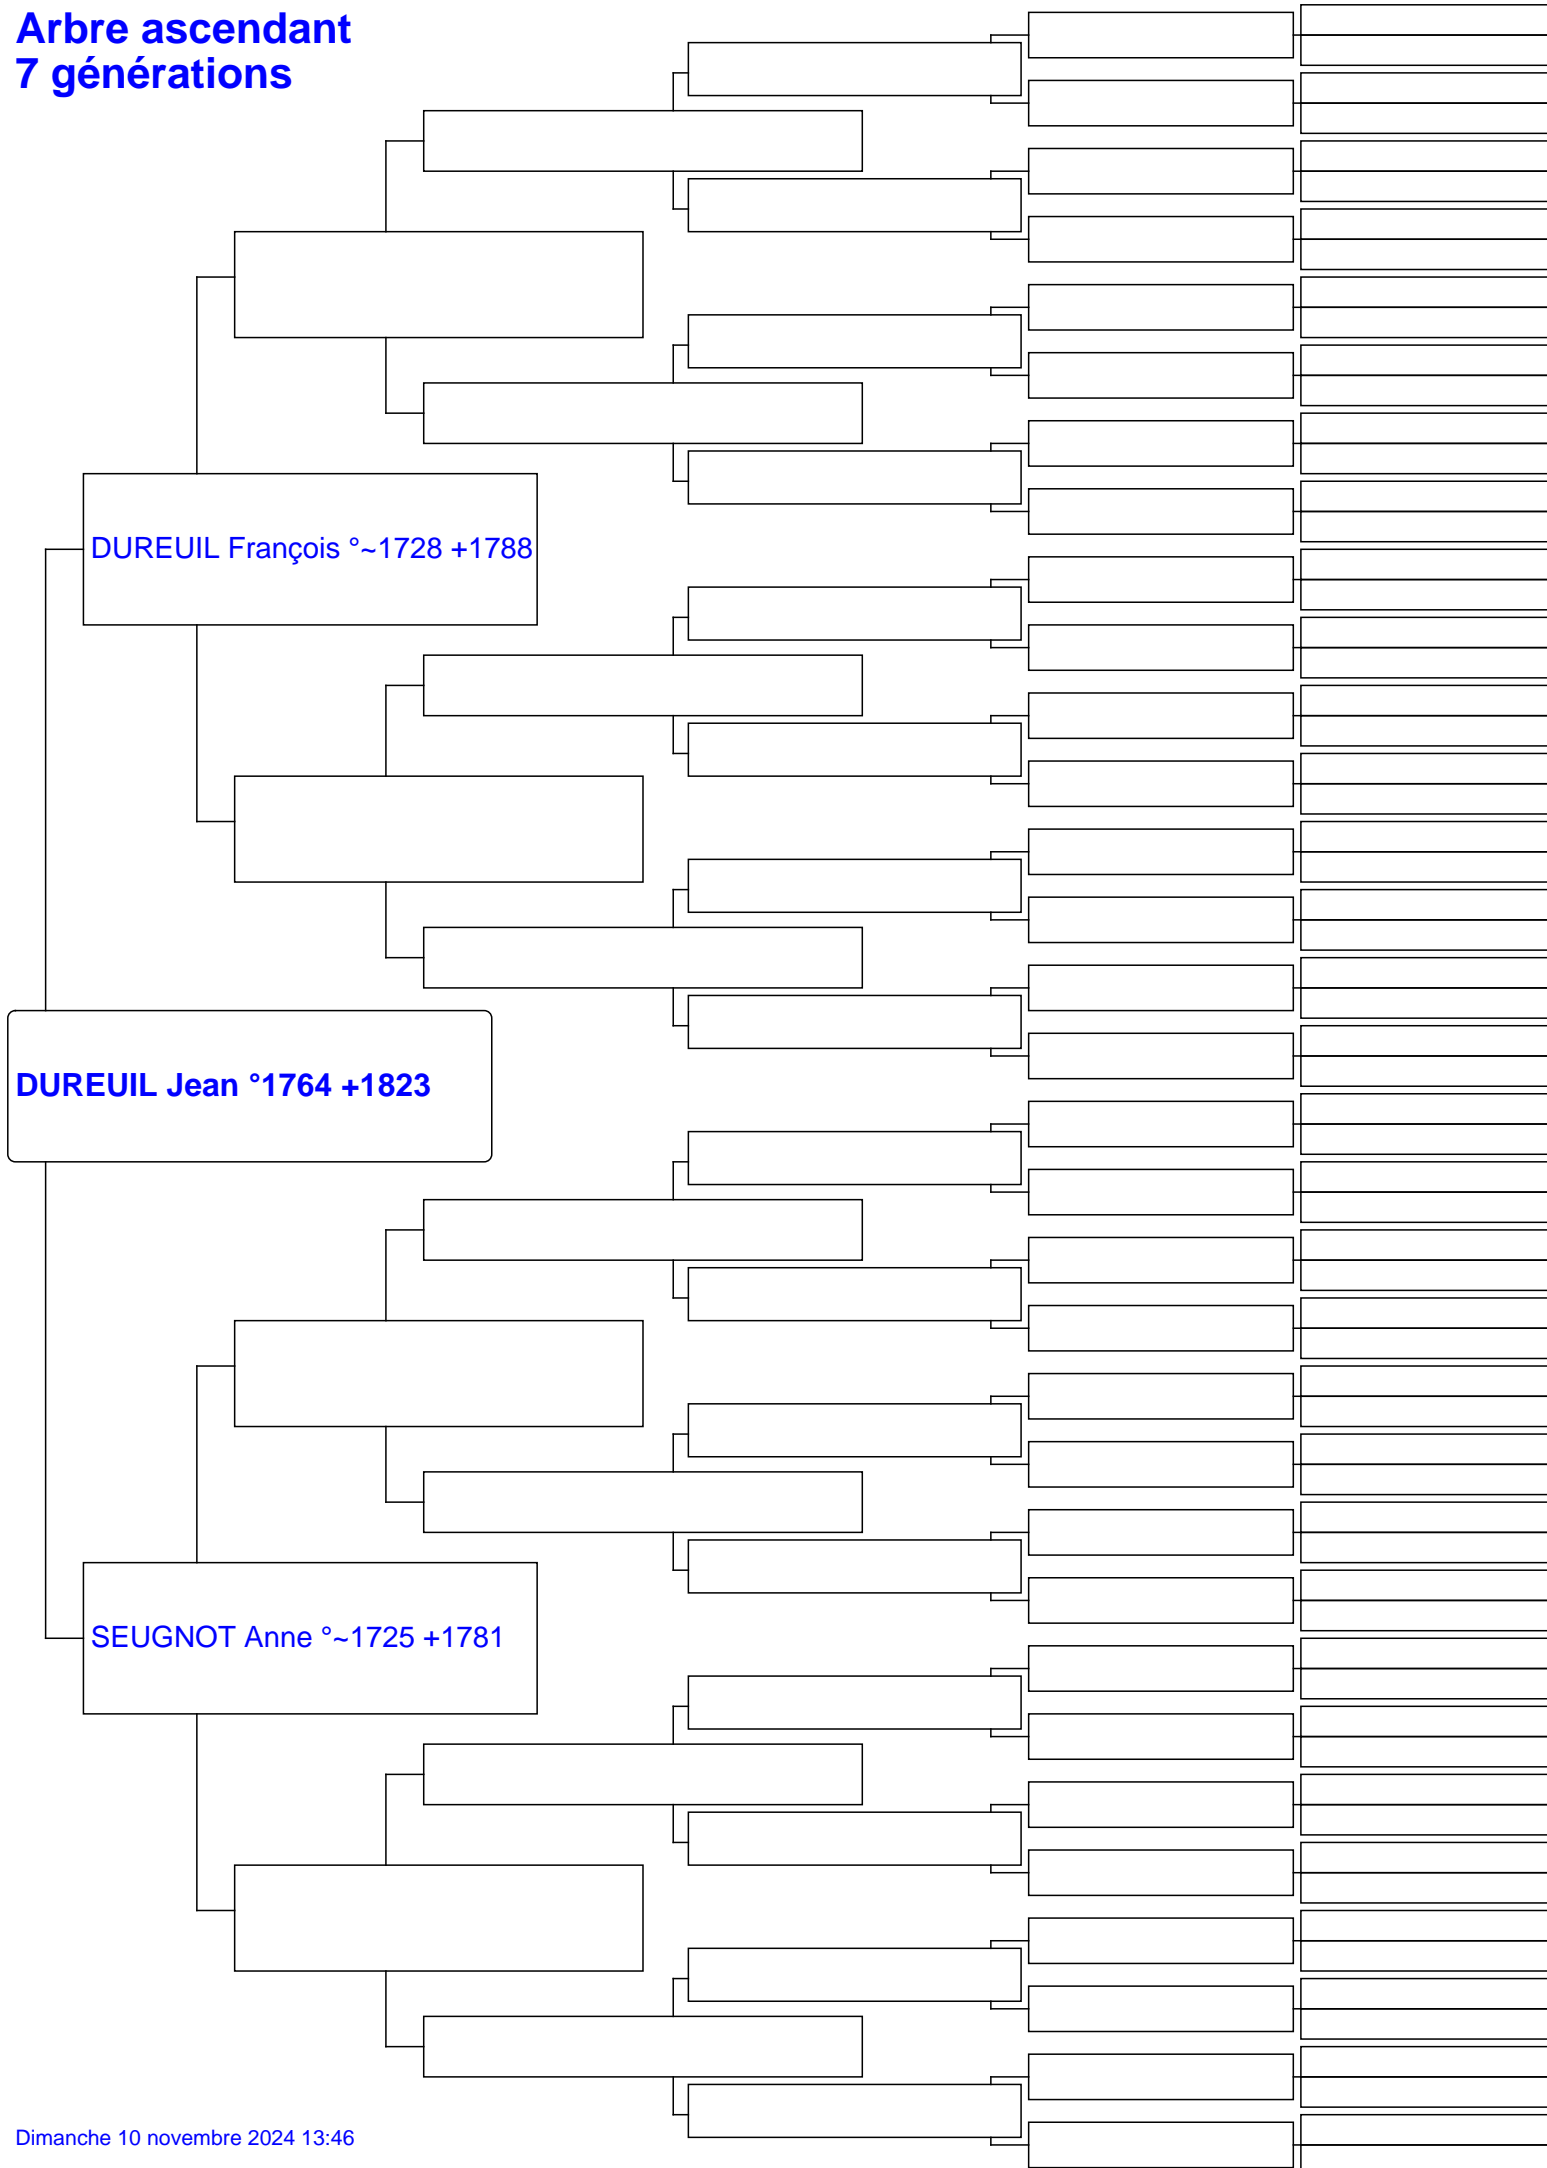 Arbre ascendant
7 générations
DUREUIL François °~1728 +1788
DUREUIL Jean °1764 +1823
SEUGNOT Anne °~1725 +1781
Dimanche 10 novembre 2024 13:46